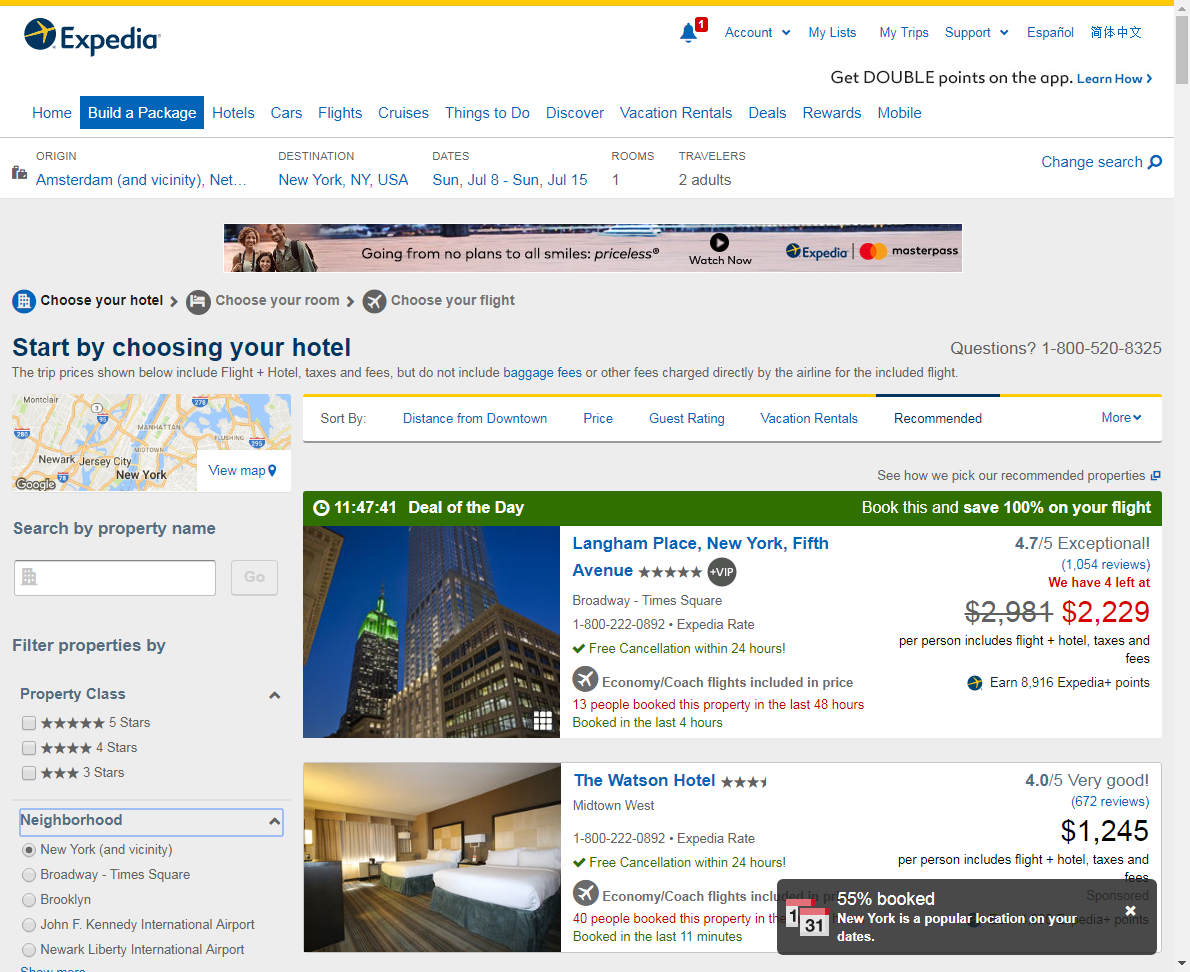 Expedia
1
Account
My Lists
My Trips
Support
Español
简体中文
Get DOUBLE points on the app. Learn How
Home
Build a Package
Hotels
Cars
Flights
Cruises
Things to Do
Discover
Vacation Rentals
Deals
Rewards
Mobile
ORIGIN
Amsterdam (and vicinity), Net...
DESTINATION
New York, NY, USA
DATES
Sun, Jul 8 - Sun, Jul 15
ROOMS
1
TRAVELERS
2 adults
Change search
Going from no plans to all smiles: priceless®
Watch Now
Expedia
masterpass
Choose your hotel
Choose your room
Choose your flight
Start by choosing your hotel
Questions? 1-800-520-8325
The trip prices shown below include Flight + Hotel, taxes and fees, but do not include baggage fees or other fees charged directly by the airline for the included flight.
Montclair
3
278
95
280
MANHATTAN
FLUSHING
295
MIDTOWN
Newark
Jersey City
New York
78
Google
View map
Sort By:
Distance from Downtown
Price
Guest Rating
Vacation Rentals
Recommended
More
See how we pick our recommended properties
Search by property name
Go
Filter properties by
Property Class
5 Stars
4 Stars
3 Stars
Neighborhood
New York (and vicinity)
Broadway - Times Square
Brooklyn
John F. Kennedy International Airport
Newark Liberty International Airport
Show more
11:47:41 Deal of the Day
Book this and save 100% on your flight
Langham Place, New York, Fifth
Avenue
+VIP
Broadway - Times Square
1-800-222-0892 • Expedia Rate
Free Cancellation within 24 hours!
Economy/Coach flights included in price
13 people booked this property in the last 48 hours
Booked in the last 4 hours
4.7/5 Exceptional!
(1,054 reviews)
We have 4 left at
$2,981 $2,229
per person includes flight + hotel, taxes and
fees
Earn 8,916 Expedia+ points
The Watson Hotel
Midtown West
1-800-222-0892 • Expedia Rate
Free Cancellation within 24 hours!
Economy/Coach flights included in pr
40 people booked this property in the
Booked in the last 11 minutes
4.0/5 Very good!
(672 reviews)
$1,245
per person includes flight + hotel, taxes and
fees
Sponsored
Expedia+ points
1
31
55% booked
New York is a popular location on your
dates.